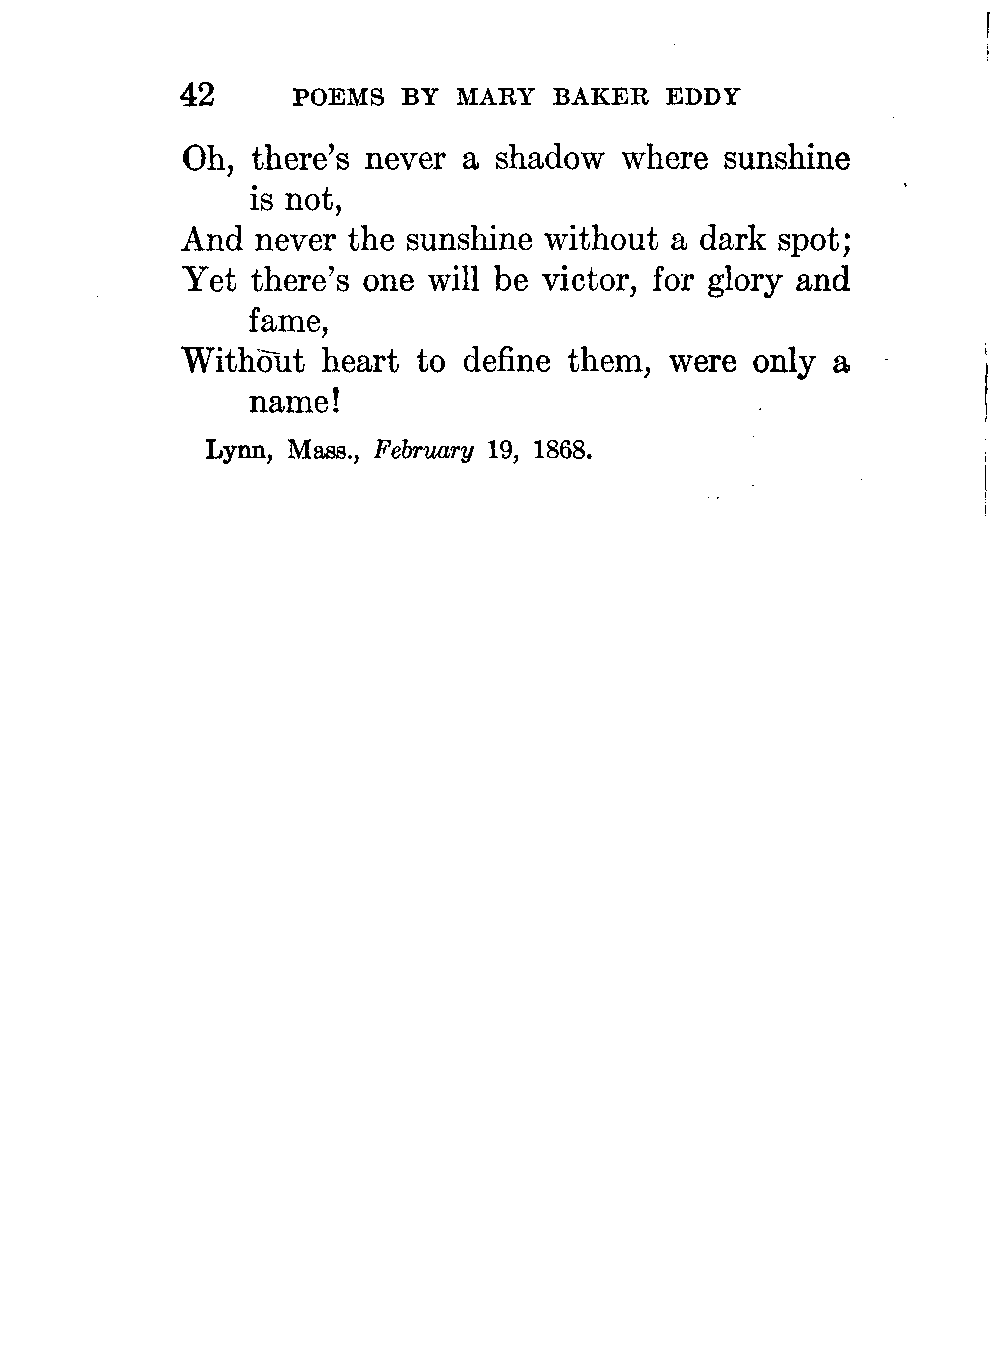 42 POEMS BY MARY BAKER EDDY
Oh, there's never a shadow where sunshine
is not,
And never the sunshine without a dark spot;
Yet there's one will be victor, for glory and
fame,
Without heart to define them, were only a
name!
Lynn, Mass., February 19, 1868.